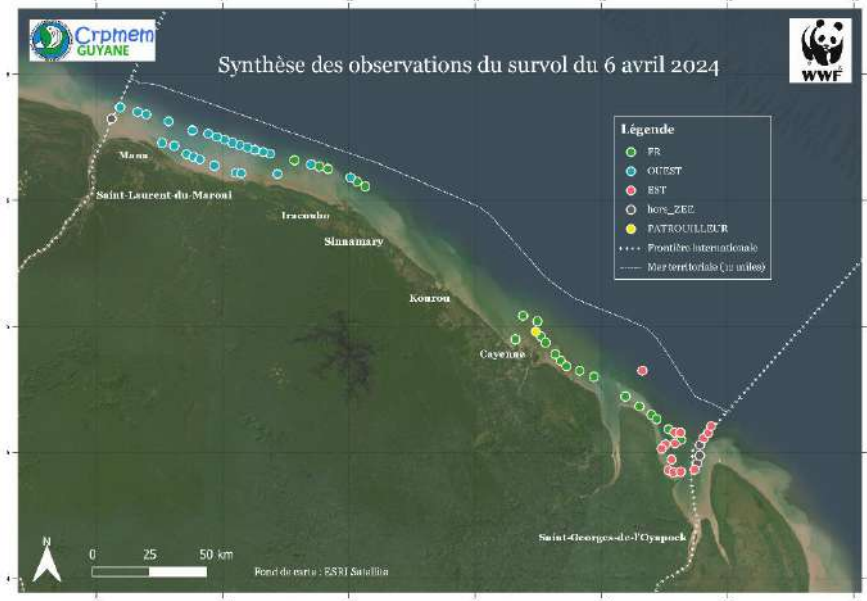 Crpmem
GUYANE
Synthèse des observations du survol du 6 avril 2024
WWF
Légende
FR
OUEST
EST
hors_ZEE
PATROUILLEUR
Frontière internationale
Mer territoriale (12 miles)
Mana
Saint-Laurent-du-Maroni
Iracoubo
Sinnamary
Kourou
Cayenne
Saint-Georges-de-l'Oyapock
N
0 25 50 km
Fond de carte : ESRI Satellite